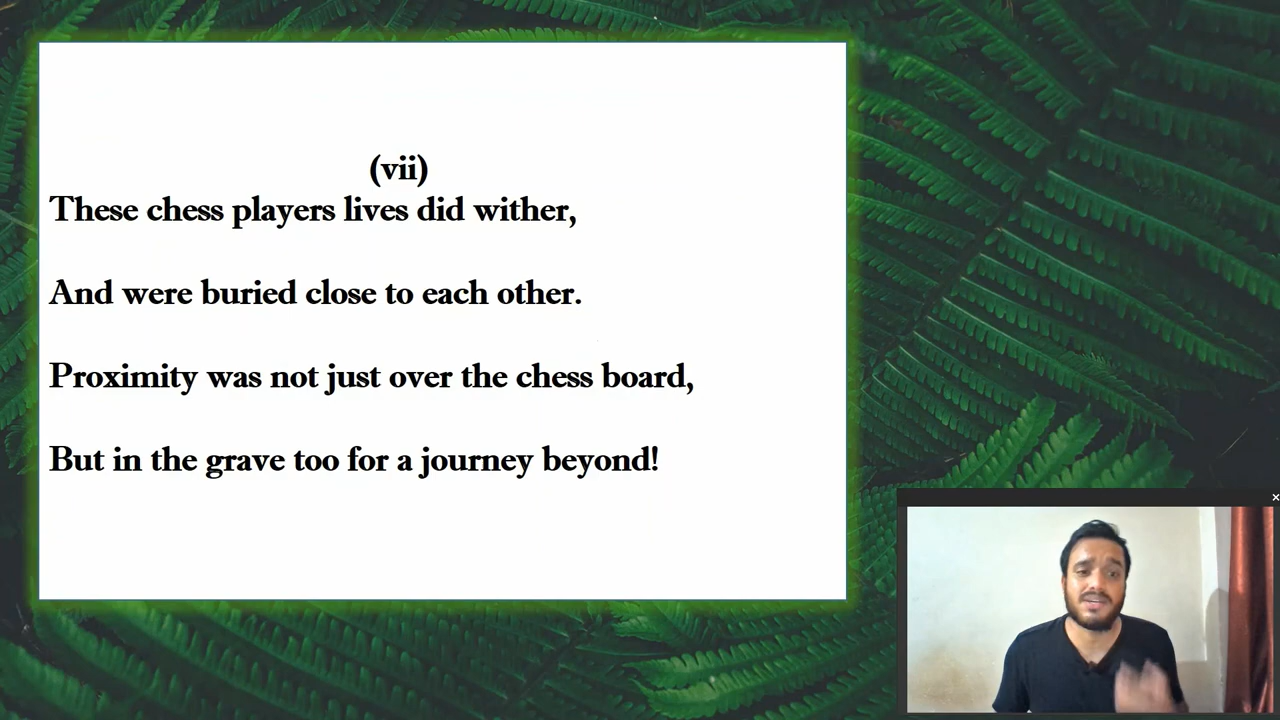 (vii)
These chess players lives did wither,
And were buried close to each other.
Proximity was not just over the chess board,
But in the grave too for a journey beyond!